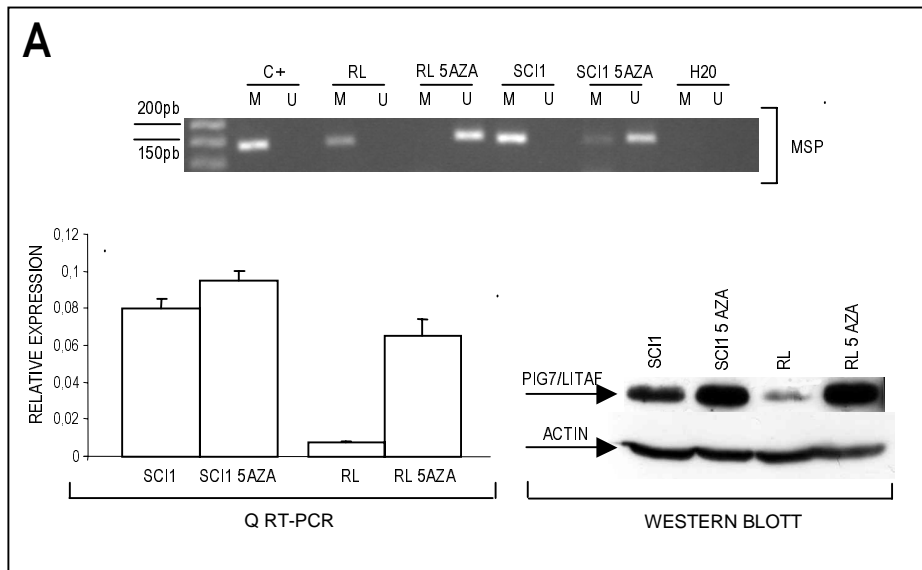 A
C+ RL RL 5AZA SCI1 SCI1 5AZA H20
M U M U M U M U M U M U
200pb
150pb
MSP
RELATIVE EXPRESSION
0,12
0,1
0,08
0,06
0,04
0,02
0
SCI1 SCI1 5AZA RL RL 5AZA
Q RT-PCR
SCI1 SCI1 5 AZA RL RL 5 AZA
PIG7/LITAF
ACTIN
WESTERN BLOTT